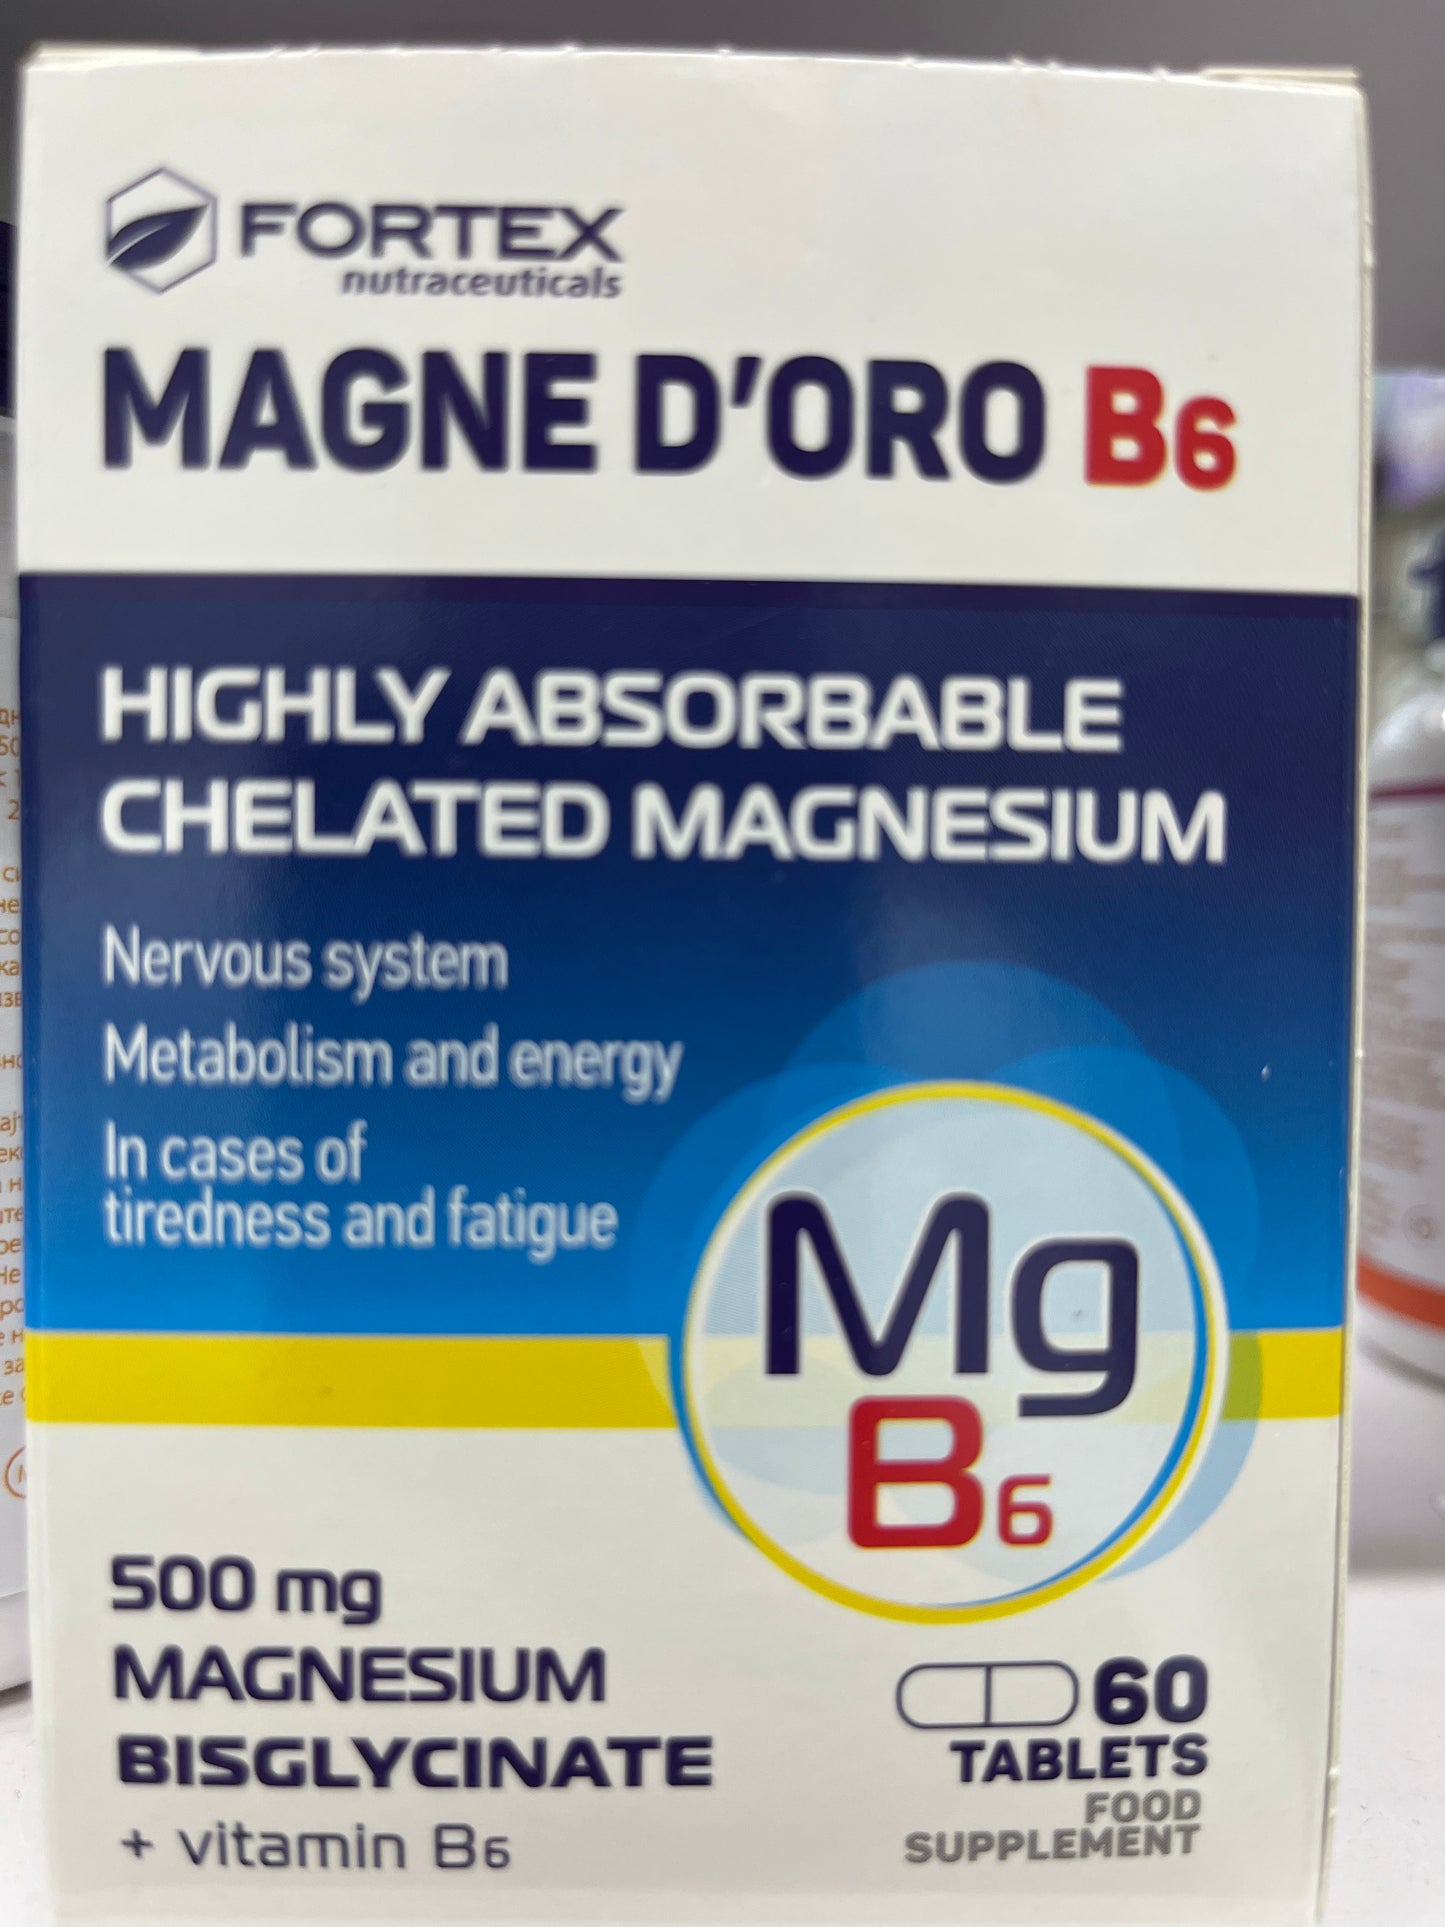 FORTEX
nutraceuticals
MAGNE D'ORO B6
HIGHLY ABSORBABLE
CHELATED MAGNESIUM
Nervous system
Metabolism and energy
In cases of
tiredness and fatigue
Mg
B6
500 mg
MAGNESIUM
BISGLYCINATE
+ vitamin B6
60
TABLETS
FOOD
SUPPLEMENT